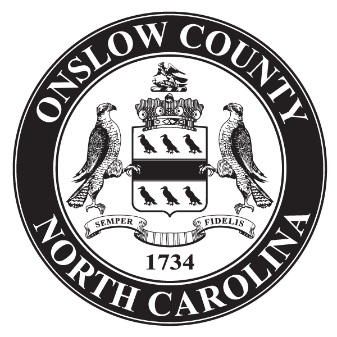 ONSLOW COUNTY
SEMPER FIDELIS
1734
NORTH CAROLINA